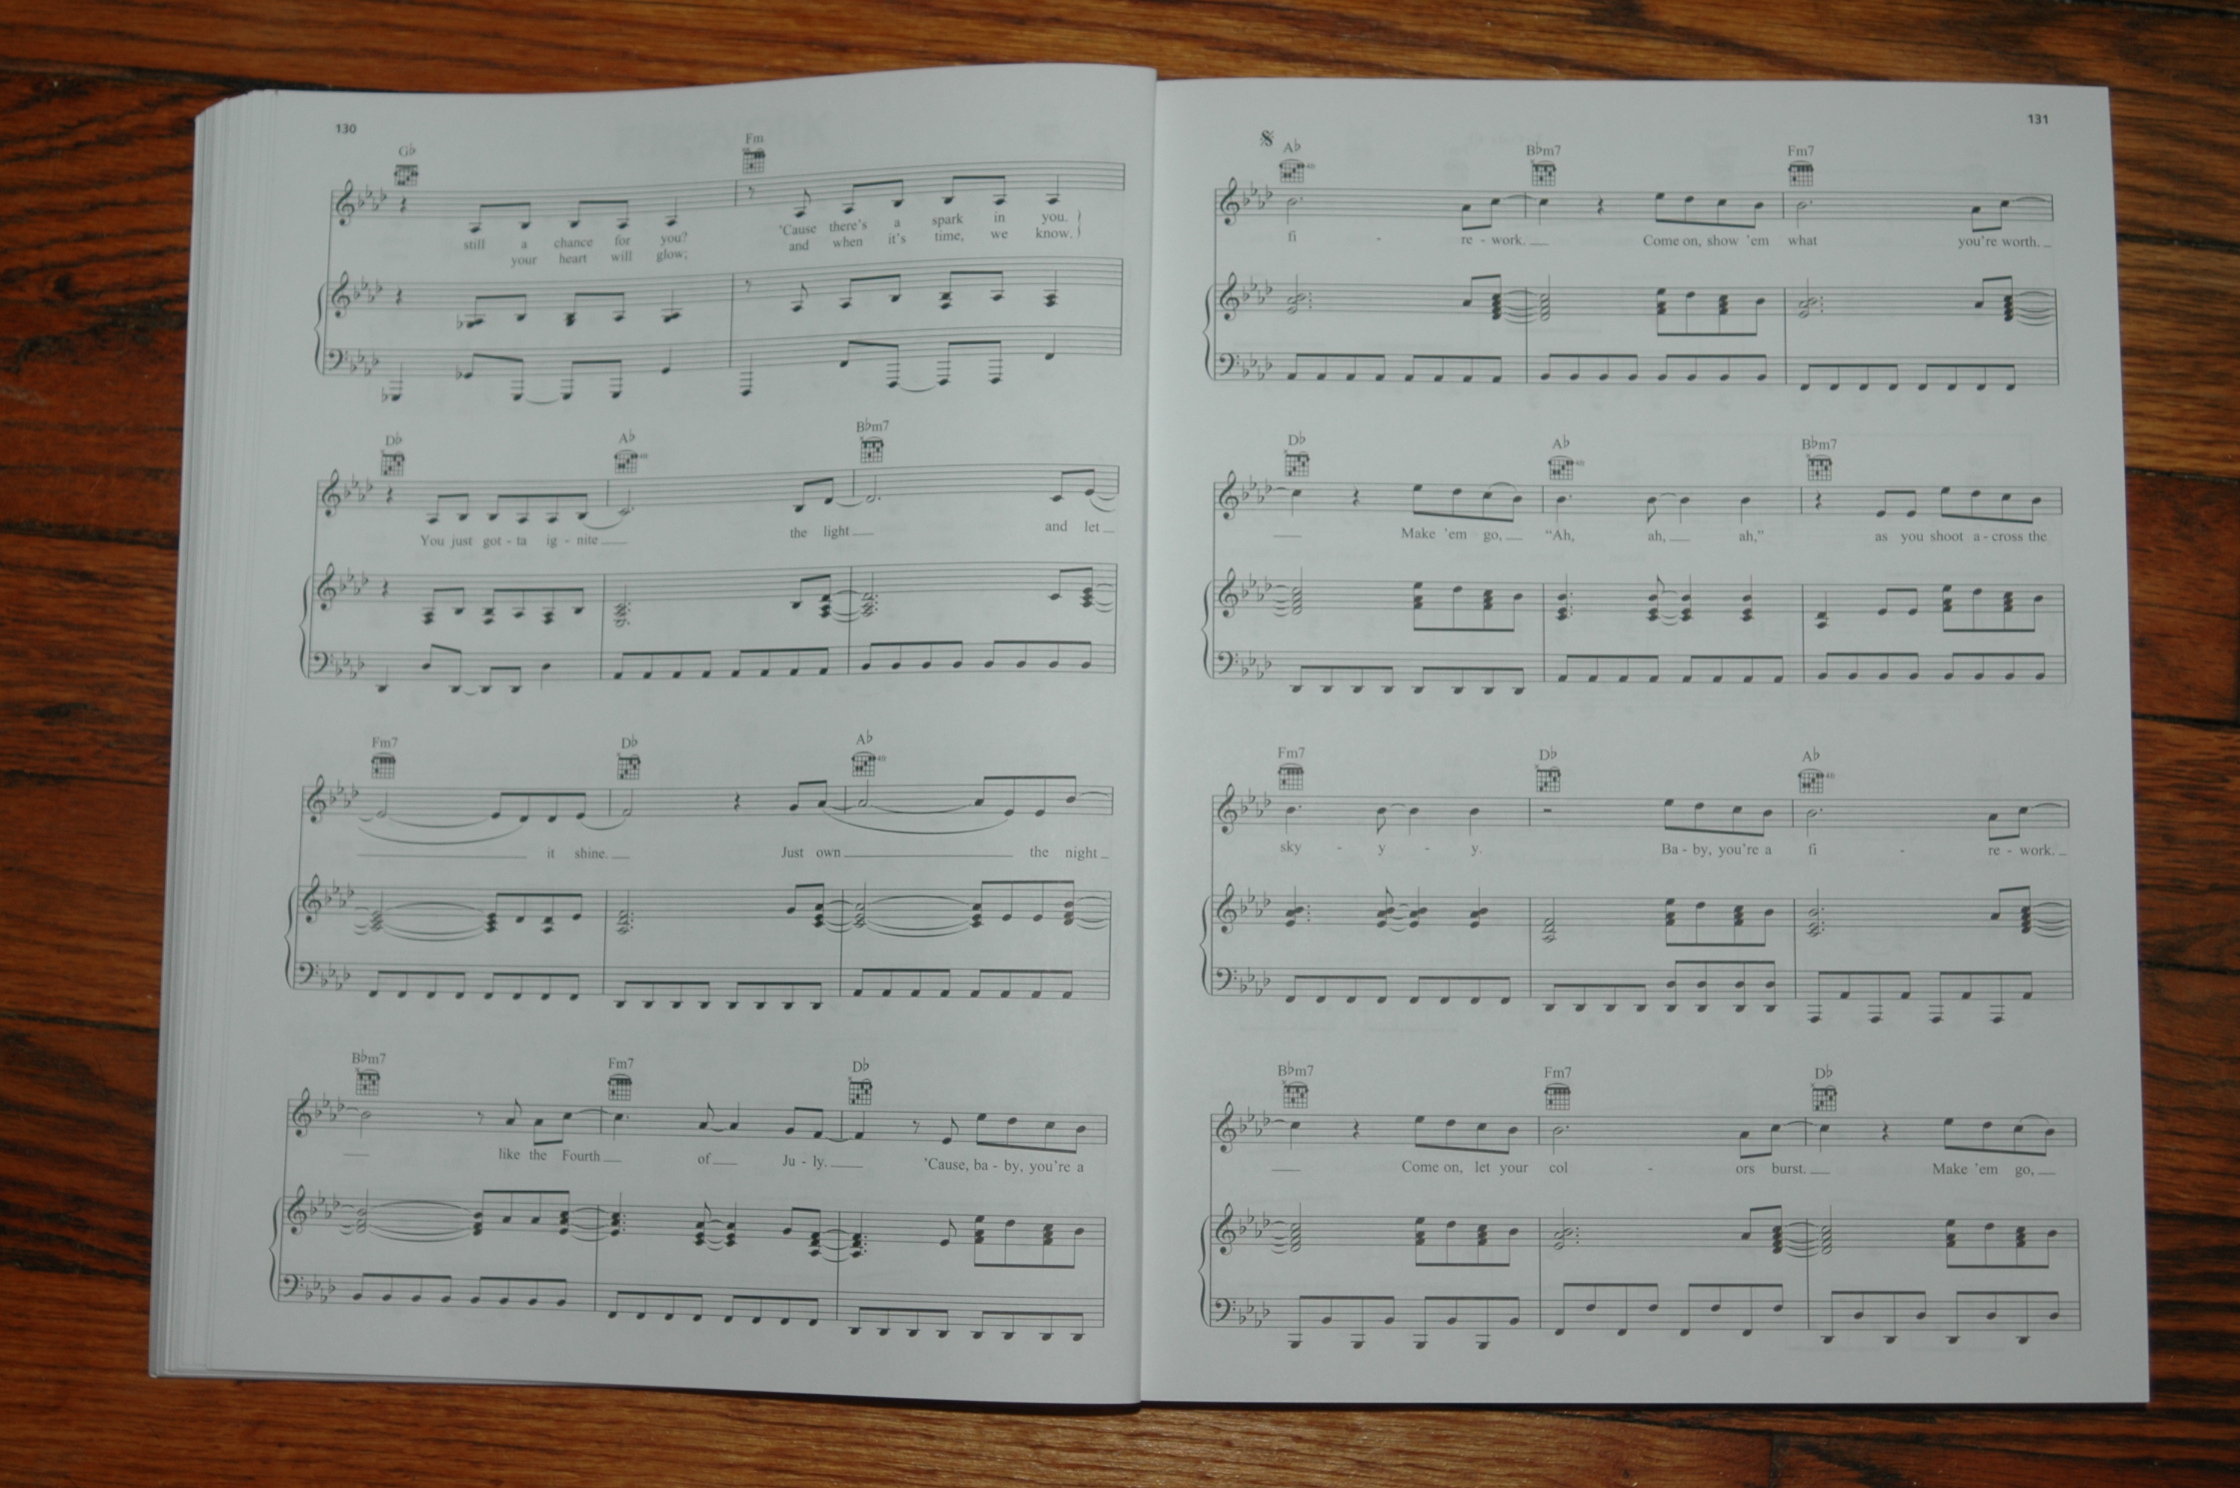 130
G♭ Fm
still a chance for you? 'Cause there's a spark in you.
your heart will glow; and when it's time, we know.
D♭ A♭ B♭m7
You just got - ta ig - nite the light and let
Fm7 D♭ A♭
it shine. Just own the night
B♭m7 Fm7 D♭
like the Fourth of Ju - ly. 'Cause, ba - by, you're a
131
A♭ B♭m7 Fm7
fi - re - work. Come on, show 'em what you're worth.
D♭ A♭ B♭m7
Make 'em go, “Ah, ah, ah,” as you shoot a - cross the
Fm7 D♭ A♭
sky - y - y. Ba - by, you're a fi - re - work.
B♭m7 Fm7 D♭
Come on, let your col - ors burst. Make 'em go,